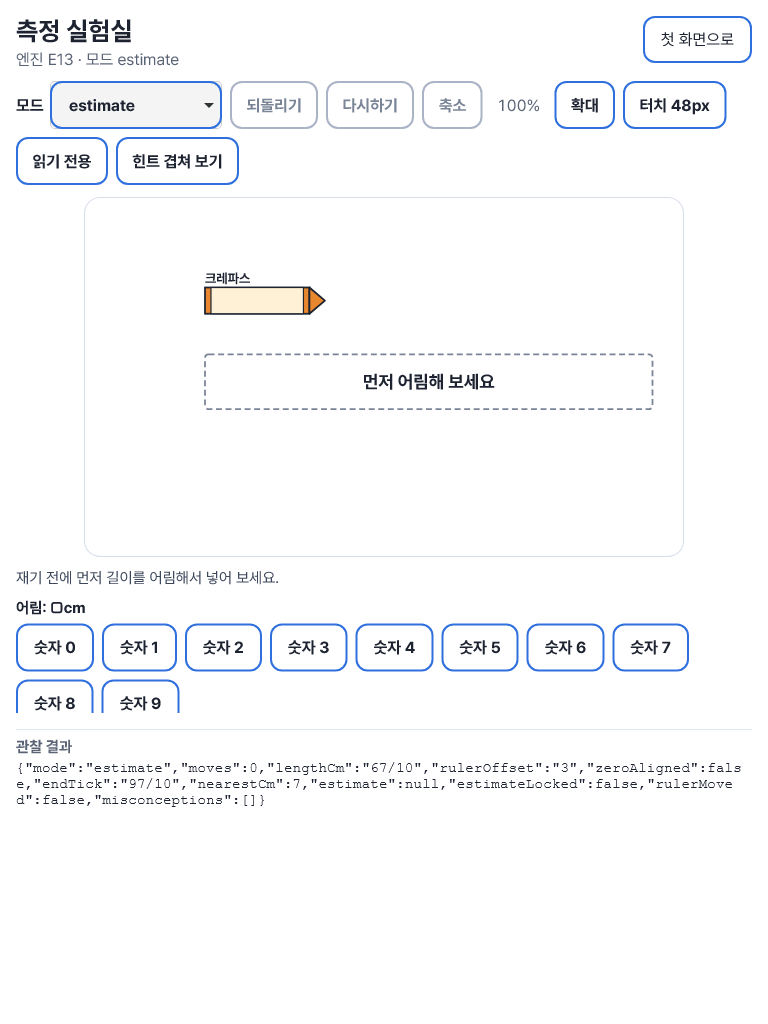 측정 실험실
엔진 E13 · 모드 estimate
첫 화면으로
모드 estimate 되돌리기 다시하기 축소 100% 확대 터치 48px
읽기 전용 힌트 겹쳐 보기
크레파스
먼저 어림해 보세요
재기 전에 먼저 길이를 어림해서 넣어 보세요.
어림: ▢cm
숫자 0 숫자 1 숫자 2 숫자 3 숫자 4 숫자 5 숫자 6 숫자 7
숫자 8 숫자 9
관찰 결과
{"mode":"estimate","moves":0,"lengthCm":"67/10","rulerOffset":"3","zeroAligned":fals
e,"endTick":"97/10","nearestCm":7,"estimate":null,"estimateLocked":false,"rulerMove
d":false,"misconceptions":[]}